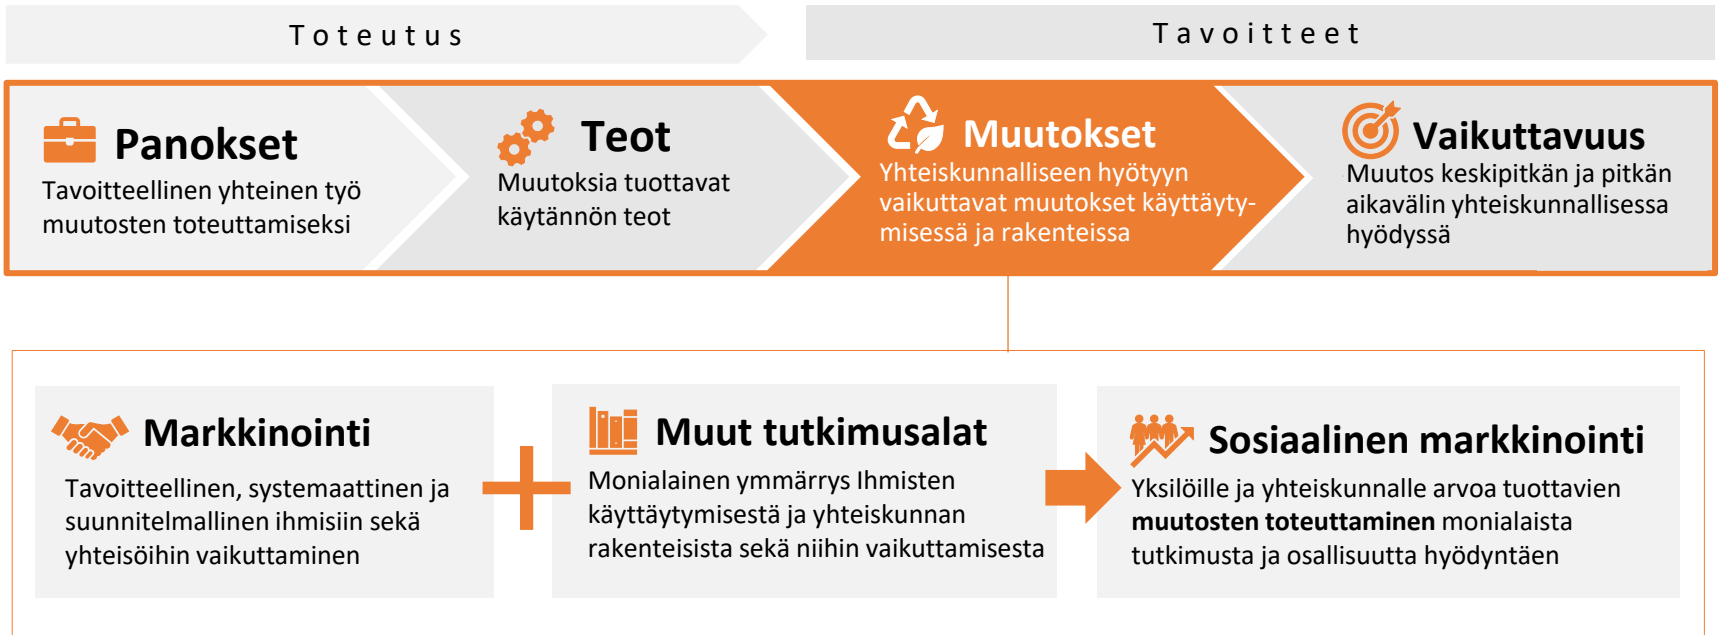 Toteutus
Tavoitteet
Panokset
Tavoitteellinen yhteinen työ
muutosten toteuttamiseksi
Teot
Muutoksia tuottavat
käytännön teot
Muutokset
Yhteiskunnalliseen hyötyyn
vaikuttavat muutokset käyttäyty-
misessä ja rakenteissa
Vaikuttavuus
Muutos keskipitkän ja pitkän
aikavälin yhteiskunnallisessa
hyödyssä
Markkinointi
Tavoitteellinen, systemaattinen ja
suunnitelmallinen ihmisiin sekä
yhteisöihin vaikuttaminen
Muut tutkimusalat
Monialainen ymmärrys Ihmisten
käyttäytymisestä ja yhteiskunnan
rakenteisista sekä niihin vaikuttamisesta
Sosiaalinen markkinointi
Yksilöille ja yhteiskunnalle arvoa tuottavien
muutosten toteuttaminen monialaista
tutkimusta ja osallisuutta hyödyntäen